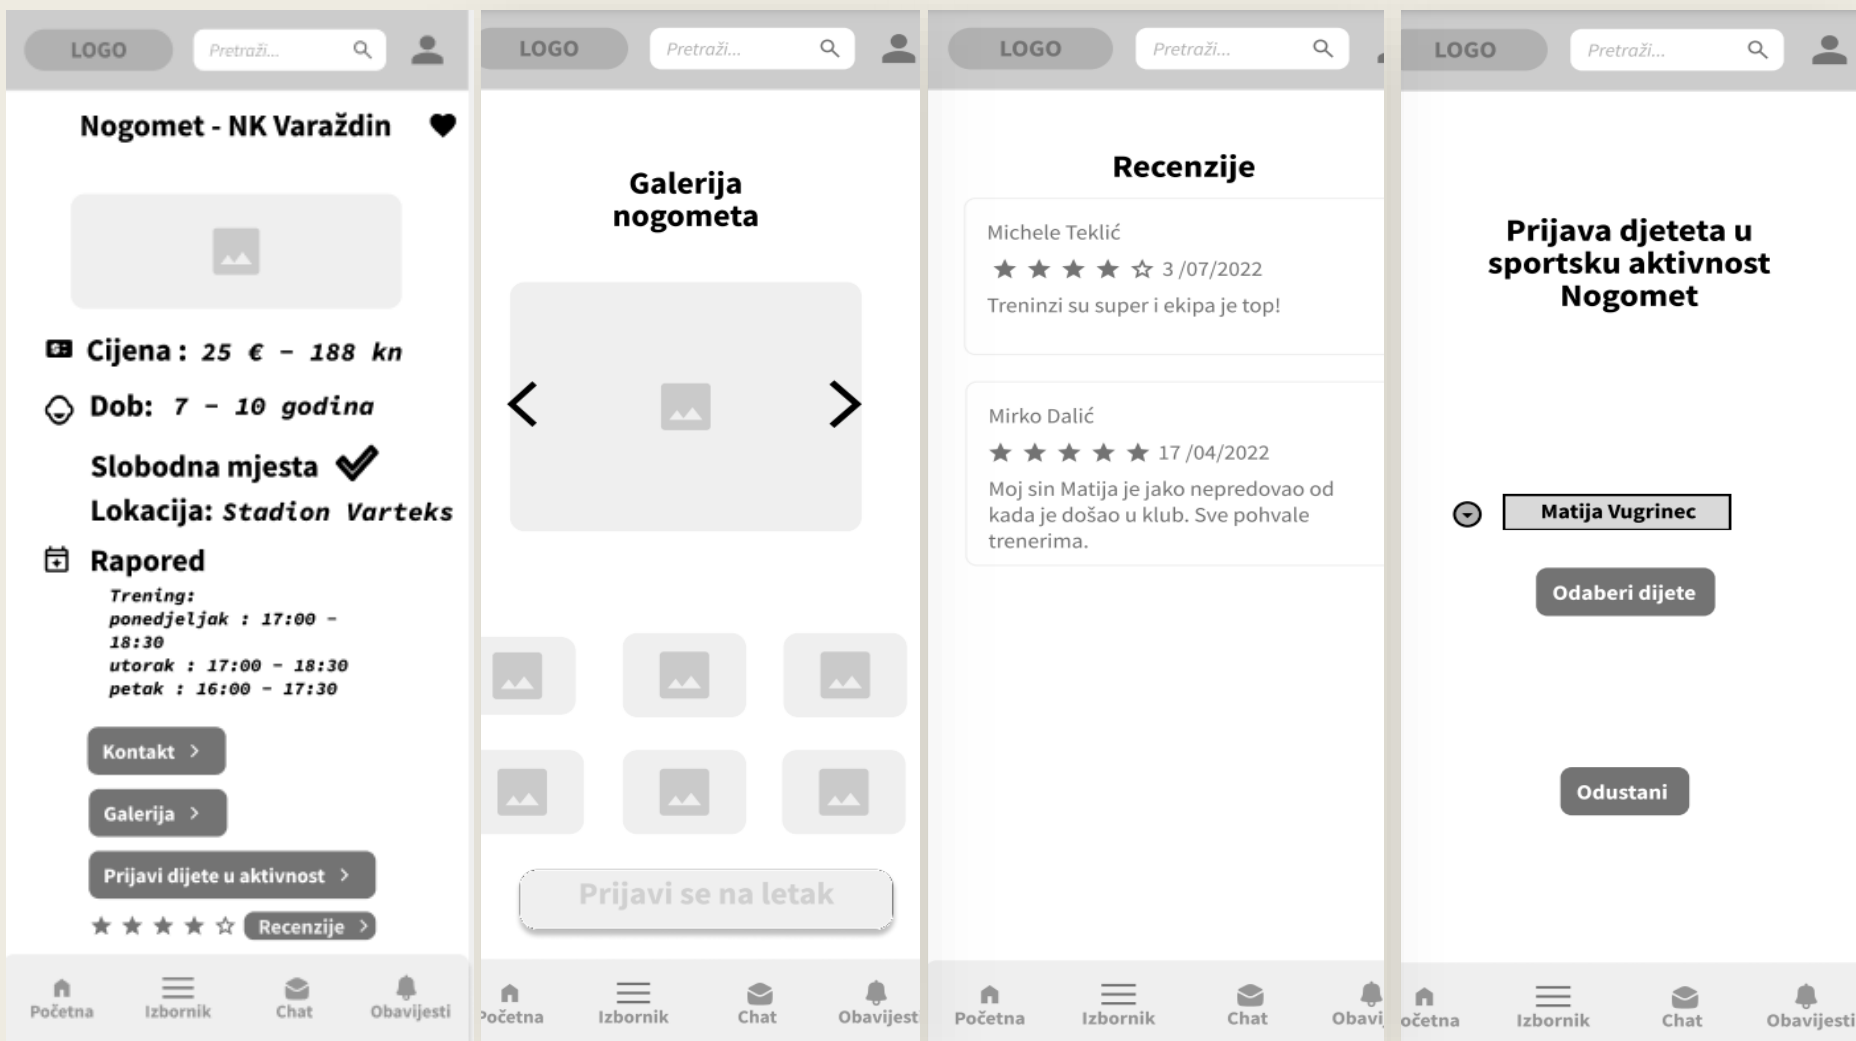 LOGO
Pretraži...
Nogomet - NK Varaždin
Cijena : 25 € - 188 kn
Dob: 7 - 10 godina
Slobodna mjesta
Lokacija: Stadion Varteks
Rapored
Trening:
ponedjeljak : 17:00 -
18:30
utorak : 17:00 - 18:30
petak : 16:00 - 17:30
Kontakt
Galerija
Prijavi dijete u aktivnost
Recenzije
Početna
Izbornik
Chat
Obavijesti
LOGO
Pretraži...
Galerija
nogometa
Prijavi se na letak
Početna
Izbornik
Chat
Obavijest
LOGO
Pretraži...
Recenzije
Michele Teklić
3 /07/2022
Treninzi su super i ekipa je top!
Mirko Dalić
17 /04/2022
Moj sin Matija je jako nepredovao od
kada je došao u klub. Sve pohvale
trenerima.
Početna
Izbornik
Chat
Obavi
LOGO
Pretraži...
Prijava djeteta u
sportsku aktivnost
Nogomet
Matija Vugrinec
Odaberi dijete
Odustani
očetna
Izbornik
Chat
Obavijesti